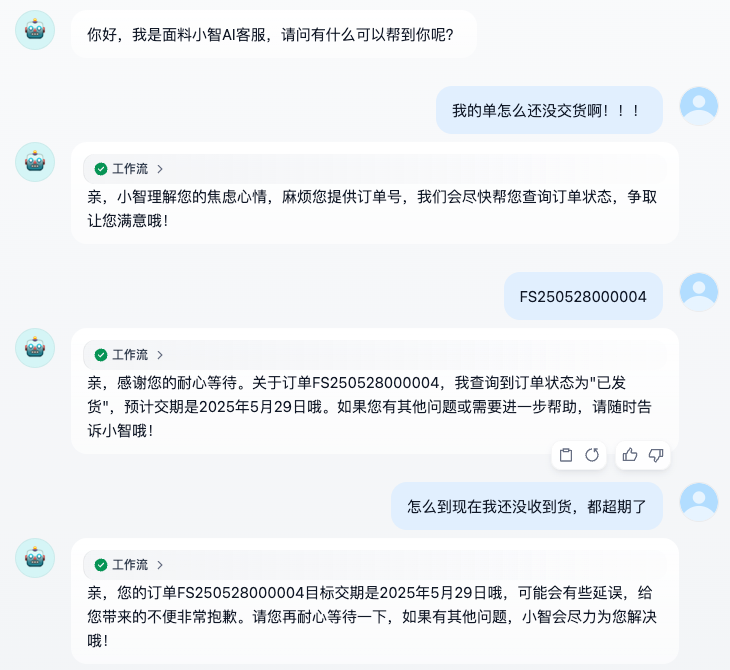 你好，我是面料小智AI客服，请问有什么可以帮到你呢?
我的单怎么还没交货啊！！！
工作流
亲，小智理解您的焦虑心情，麻烦您提供订单号，我们会尽快帮您查询订单状态，争取
让您满意哦!
FS250528000004
工作流
亲，感谢您的耐心等待。关于订单FS250528000004，我查询到订单状态为"已发
货"，预计交期是2025年5月29日哦。如果您有其他问题或需要进一步帮助，请随时告
诉小智哦!
怎么到现在我还没收到货，都超期了
工作流
亲，您的订单FS250528000004目标交期是2025年5月29日哦，可能会有些延误，给
您带来的不便非常抱歉。请您再耐心等待一下，如果有其他问题，小智会尽力为您解决
哦!